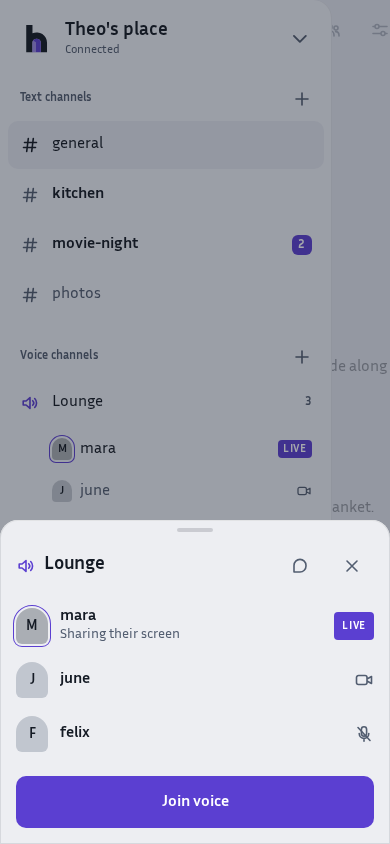 Theo's place
Connected
Text channels
general
kitchen
movie-night
2
photos
Voice channels
de along
Lounge
3
M
mara
LIVE
J
june
anket.
Lounge
M
mara
Sharing their screen
LIVE
J
june
F
felix
Join voice